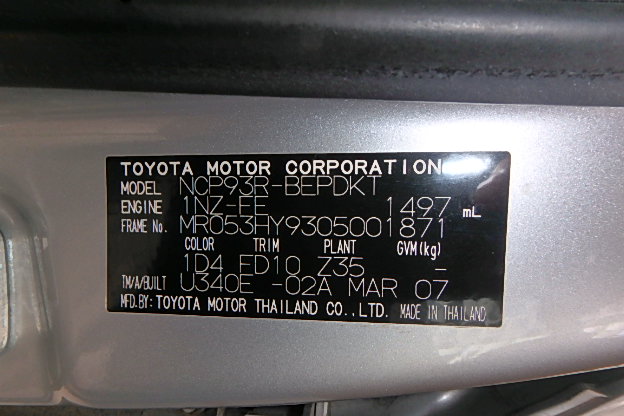 TOYOTA MOTOR CORPORATION
MODEL NCP93R-BEPDKT
ENGINE 1NZ-FE 1497 mL
FRAME No. MR053HY9305001871
COLOR TRIM PLANT GVM(kg)
1D4 FD10 Z35 -
TM/A/BUILT U340E -02A MAR 07
MFD.BY: TOYOTA MOTOR THAILAND CO.,LTD. MADE IN THAILAND